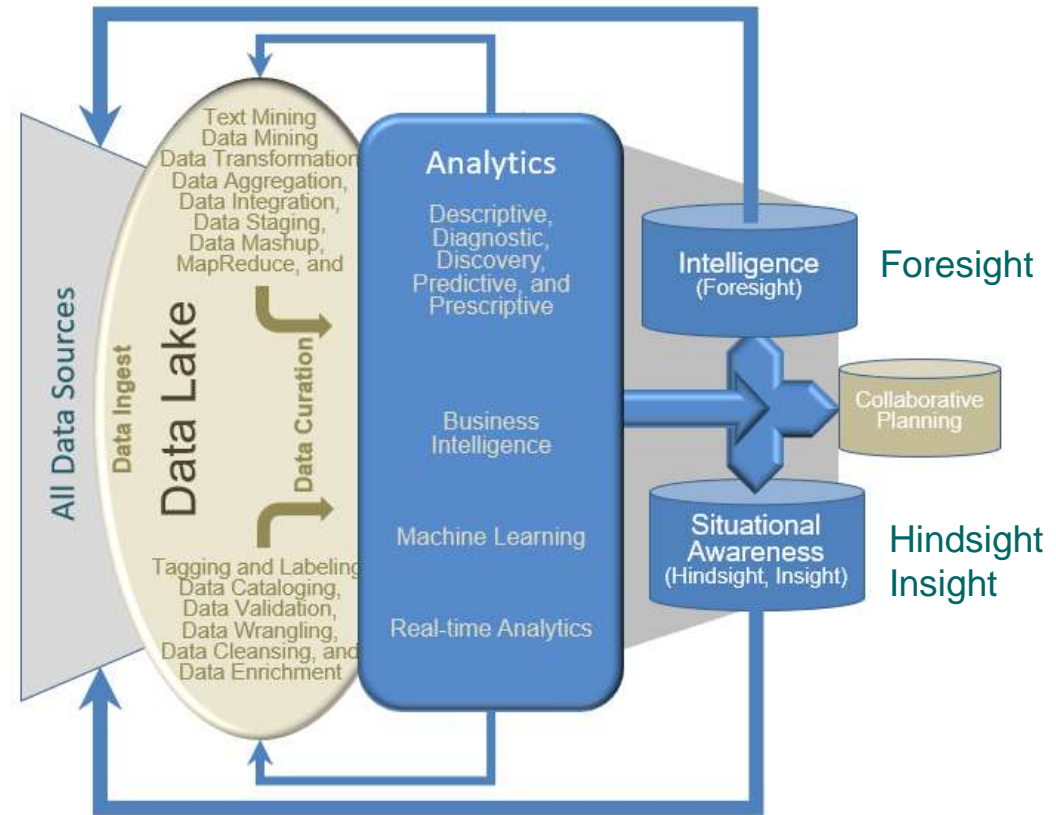 All Data Sources
Data Ingest
Data Lake
Text Mining
Data Mining
Data Transformation
Data Aggregation,
Data Integration,
Data Staging,
Data Mashup,
MapReduce, and
Data Curation
Tagging and Labeling
Data Cataloging,
Data Validation,
Data Wrangling,
Data Cleansing, and
Data Enrichment
Analytics
Descriptive,
Diagnostic,
Discovery,
Predictive, and
Prescriptive
Business
Intelligence
Machine Learning
Real-time Analytics
Intelligence
(Foresight)
Foresight
Collaborative
Planning
Situational
Awareness
(Hindsight, Insight)
Hindsight
Insight